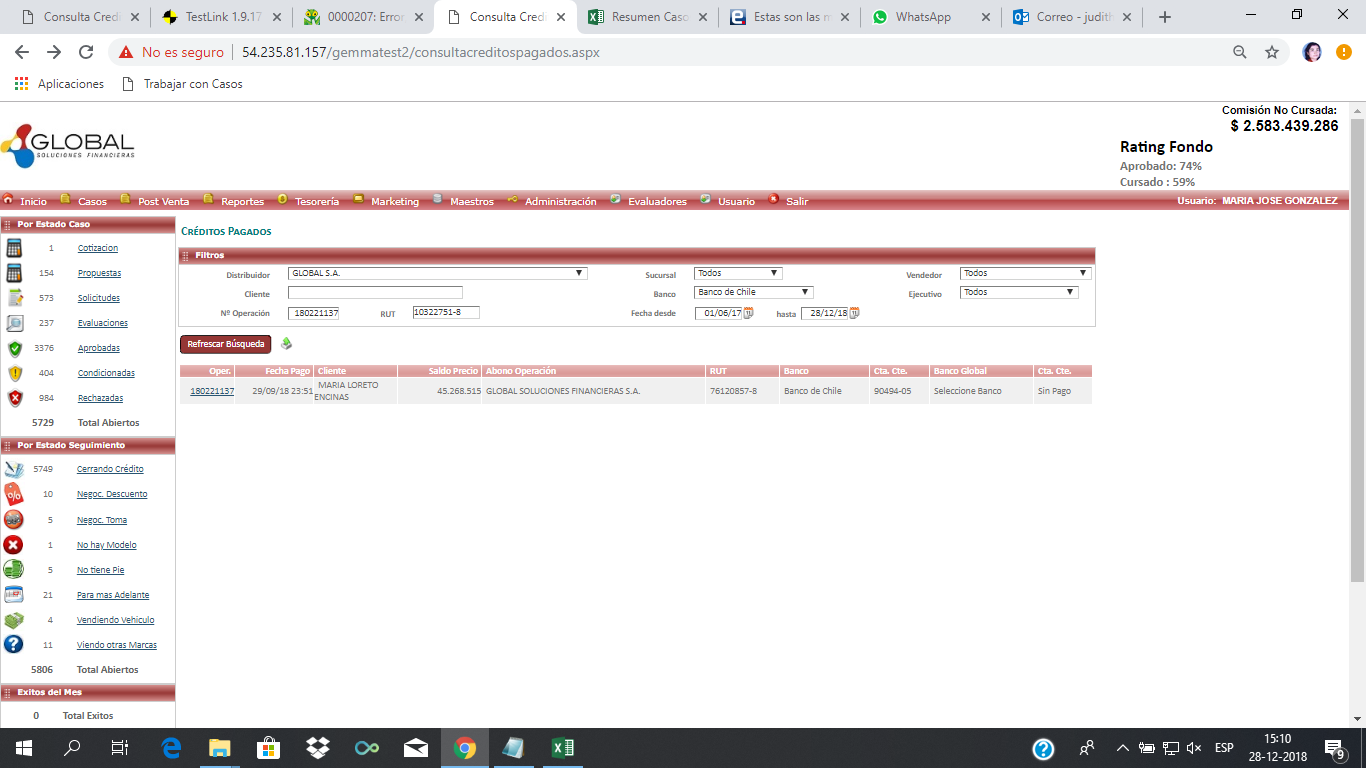 Consulta Credi
TestLink 1.9.17
0000207: Error
Consulta Credi
Resumen Caso
Estas son las m
WhatsApp
Correo - judith
No es seguro 54.235.81.157/gemmatest2/consultacreditospagados.aspx
Aplicaciones Trabajar con Casos
Comisión No Cursada:
$ 2.583.439.286
GLOBAL
SOLUCIONES FINANCIERAS
Rating Fondo
Aprobado: 74%
Cursado : 59%
Inicio Casos Post Venta Reportes Tesorería Marketing Maestros Administración Evaluadores Usuario Salir Usuario: MARIA JOSE GONZALEZ
Por Estado Caso
1 Cotizacion
154 Propuestas
573 Solicitudes
237 Evaluaciones
3376 Aprobadas
404 Condicionadas
984 Rechazadas
5729 Total Abiertos
Por Estado Seguimiento
5749 Cerrando Crédito
10 Negoc. Descuento
5 Negoc. Toma
1 No hay Modelo
5 No tiene Pie
21 Para mas Adelante
4 Vendiendo Vehiculo
11 Viendo otras Marcas
5806 Total Abiertos
Exitos del Mes
0 Total Exitos
CRÉDITOS PAGADOS
Filtros
Distribuidor GLOBAL S.A. Sucursal Todos Vendedor Todos
Cliente Banco Banco de Chile Ejecutivo Todos
Nº Operación 180221137 RUT 10322751-8 Fecha desde 01/06/17 hasta 28/12/18
Refrescar Búsqueda
Oper. Fecha Pago Cliente Saldo Precio Abono Operación RUT Banco Cta. Cte. Banco Global Cta. Cte.
180221137 29/09/18 23:51 MARIA LORETO ENCINAS 45.268.515 GLOBAL SOLUCIONES FINANCIERAS S.A. 76120857-8 Banco de Chile 90494-05 Seleccione Banco Sin Pago
ESP
15:10
28-12-2018
9